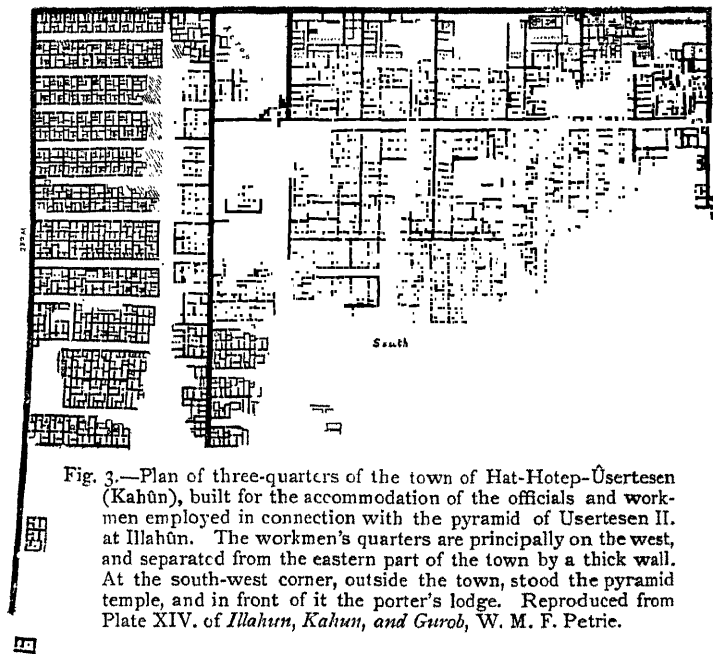 West
South
Fig. 3.—Plan of three-quarters of the town of Hat-Hotep-Ûsertesen
(Kahûn), built for the accommodation of the officials and work-
men employed in connection with the pyramid of Usertesen II.
at Illahûn. The workmen's quarters are principally on the west,
and separated from the eastern part of the town by a thick wall.
At the south-west corner, outside the town, stood the pyramid
temple, and in front of it the porter's lodge. Reproduced from
Plate XIV. of Illahun, Kahun, and Gurob, W. M. F. Petrie.